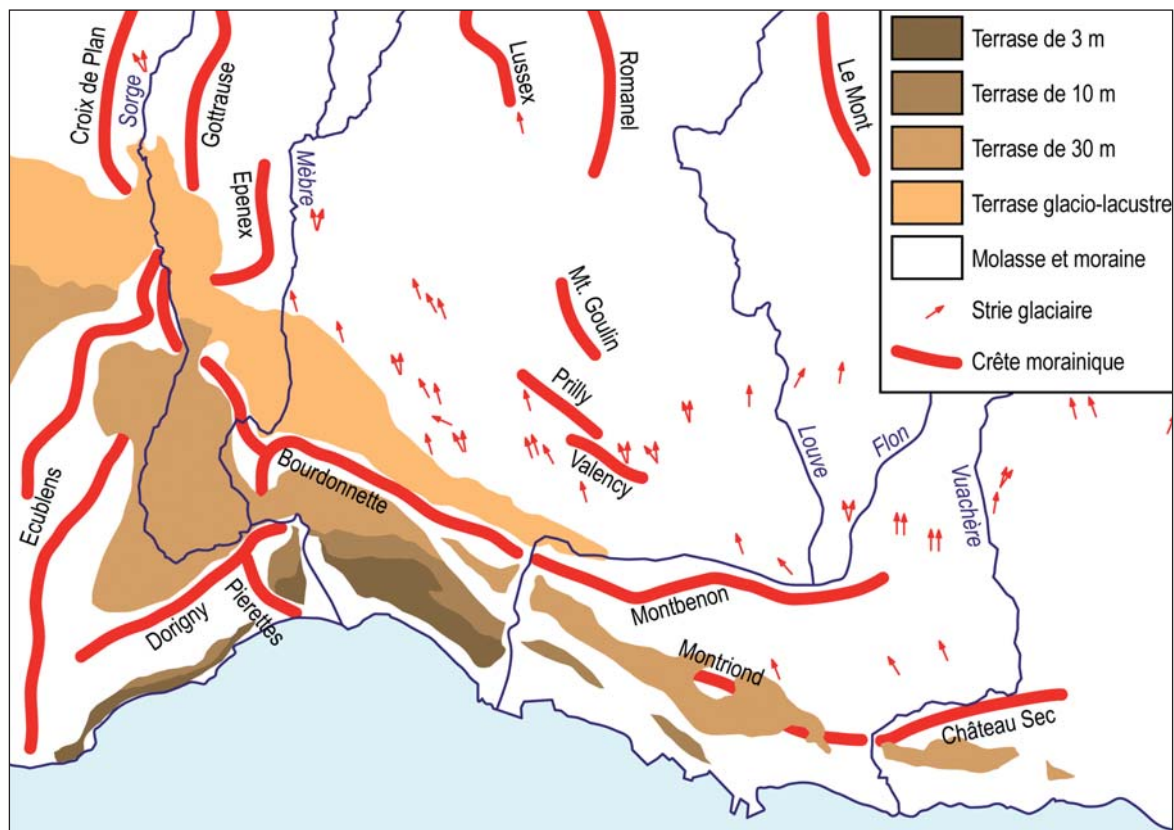 Croix de Plan
Sorge
Gottrause
Epenex
Mèbre
Lussex
Romanel
Le Mont
Terrase de 3 m
Terrase de 10 m
Terrase de 30 m
Terrase glacio-lacustre
Molasse et moraine
Strie glaciaire
Crête morainique
Mt. Goulin
Prilly
Valency
Louve
Flon
Vuachère
Ecublens
Bourdonnette
Dorigny
Pierettes
Montbenon
Montriond
Château Sec